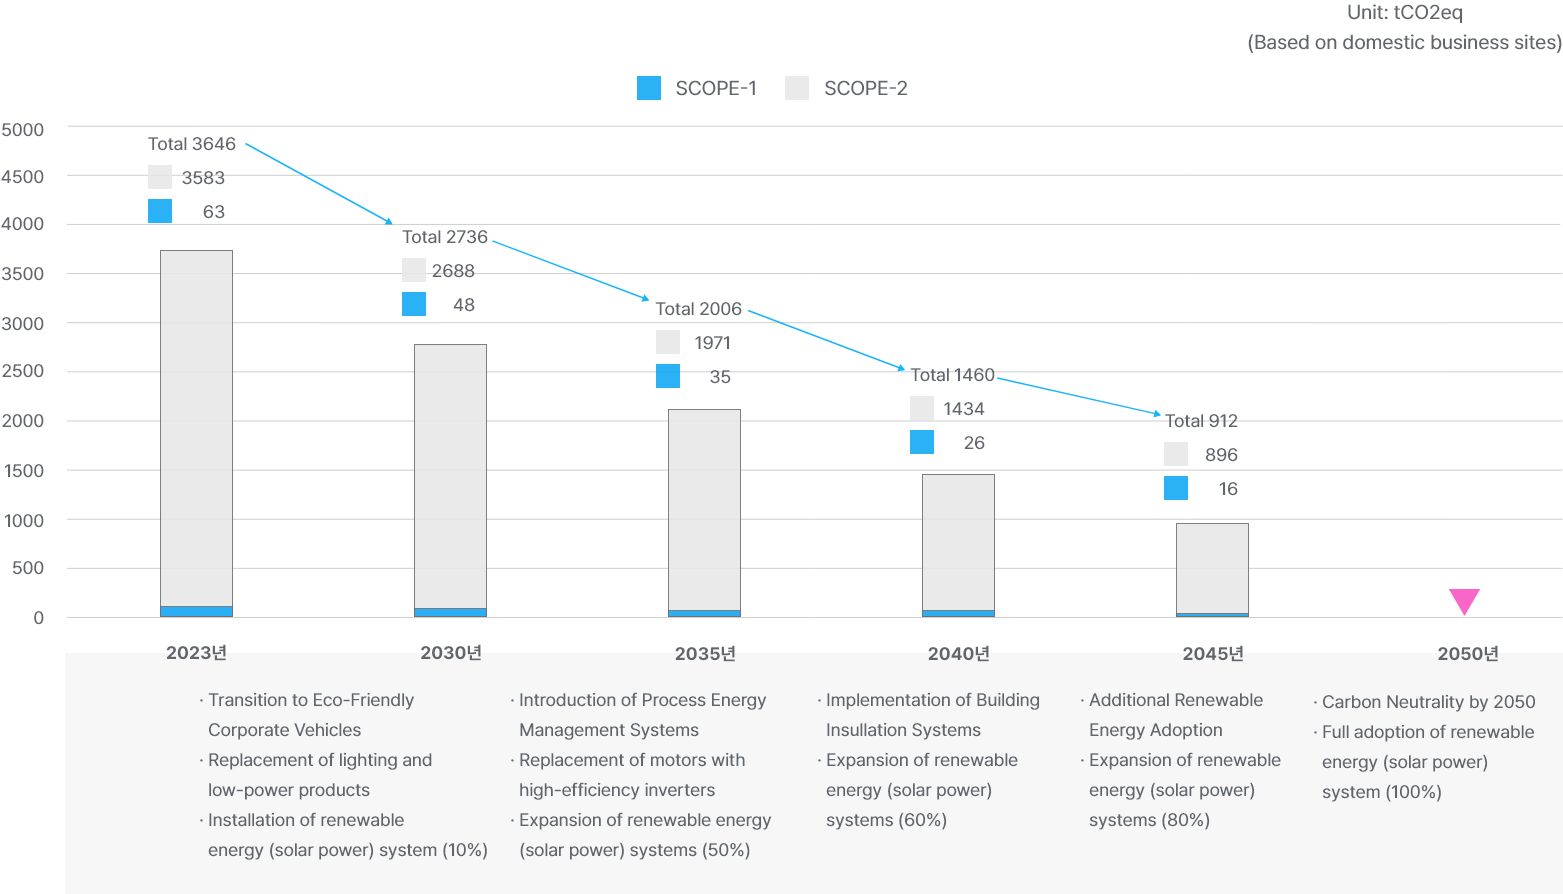 Unit: tCO2eq
(Based on domestic business sites)
SCOPE-1
SCOPE-2
5000
4500
4000
3500
3000
2500
2000
1500
1000
500
0
Total 3646
3583
63
Total 2736
2688
48
Total 2006
1971
35
Total 1460
1434
26
Total 912
896
16
2023년
2030년
2035년
2040년
2045년
2050년
· Transition to Eco-Friendly
Corporate Vehicles
· Replacement of lighting and
low-power products
· Installation of renewable
energy (solar power) system (10%)
· Introduction of Process Energy
Management Systems
· Replacement of motors with
high-efficiency inverters
· Expansion of renewable energy
(solar power) systems (50%)
· Implementation of Building
Insullation Systems
· Expansion of renewable
energy (solar power)
systems (60%)
· Additional Renewable
Energy Adoption
· Expansion of renewable
energy (solar power)
systems (80%)
· Carbon Neutrality by 2050
· Full adoption of renewable
energy (solar power)
system (100%)